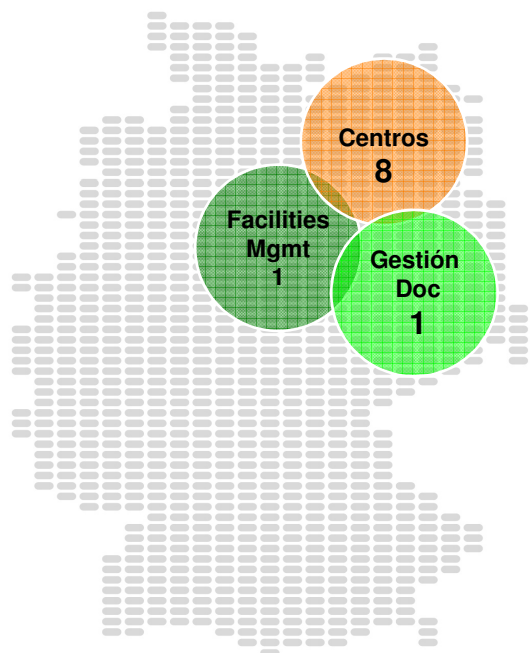 Centros
8
Facilities
Mgmt
1
Gestión
Doc
1